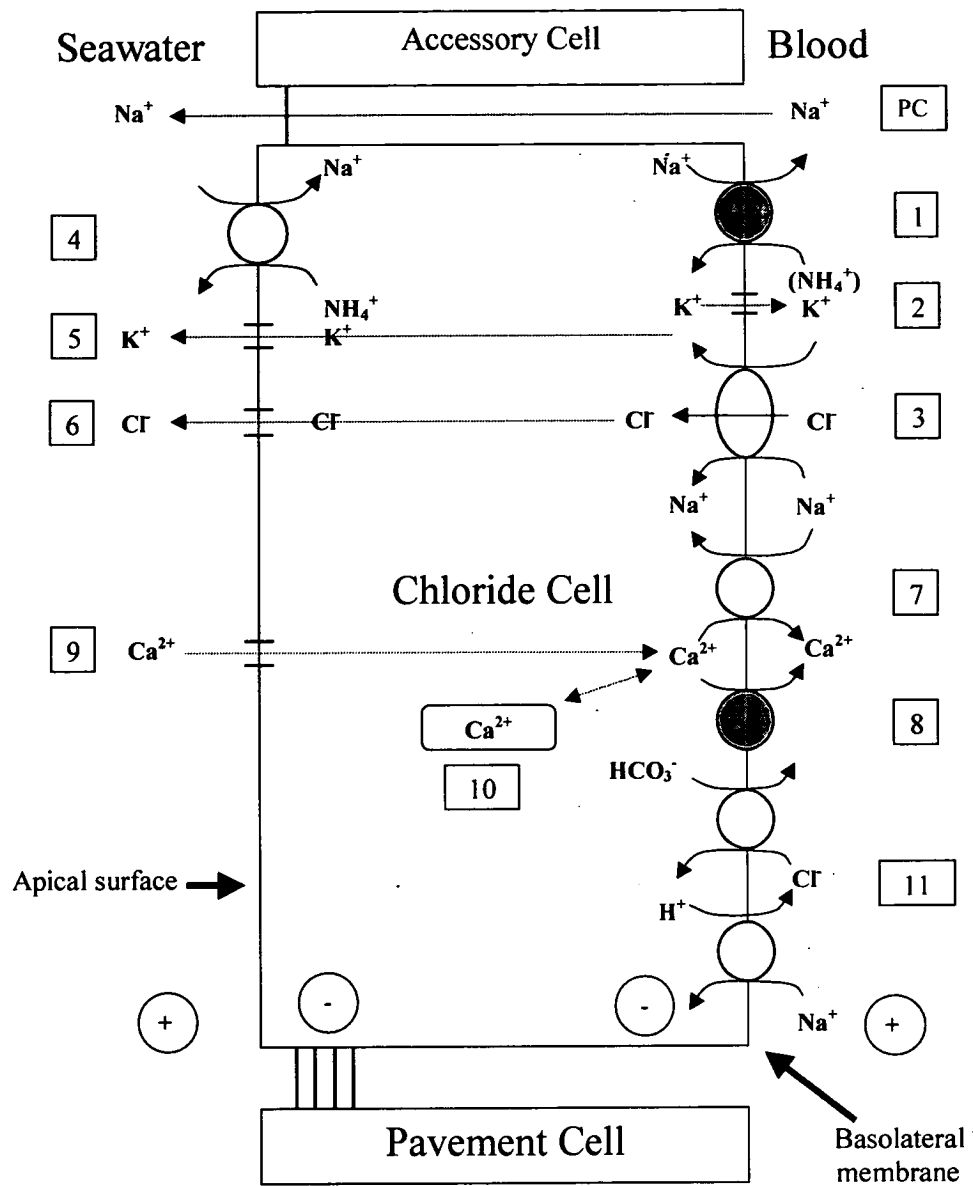 Seawater
Accessory Cell
Blood
Na⁺
Na⁺
PC
Na⁺
Na⁺
4
1
NH₄⁺
(NH₄⁺)
K⁺
K⁺
2
5
K⁺
K⁺
6
Cl⁻
Cl⁻
Cl⁻
Cl⁻
3
Na⁺
Na⁺
Chloride Cell
7
9
Ca²⁺
Ca²⁺
Ca²⁺
Ca²⁺
8
10
HCO₃⁻
Apical surface
Cl⁻
11
H⁺
+
-
-
Na⁺
+
Pavement Cell
Basolateral
membrane